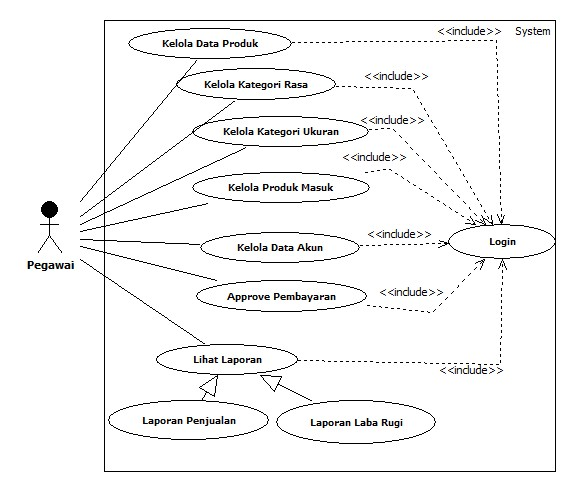 <<include>> System
Kelola Data Produk
Kelola Kategori Rasa
<<include>>
Kelola Kategori Ukuran
<<include>>
<<include>>
Kelola Produk Masuk
Pegawai
Kelola Data Akun
<<include>>
Login
Approve Pembayaran
<<include>>
Lihat Laporan
<<include>>
Laporan Penjualan
Laporan Laba Rugi